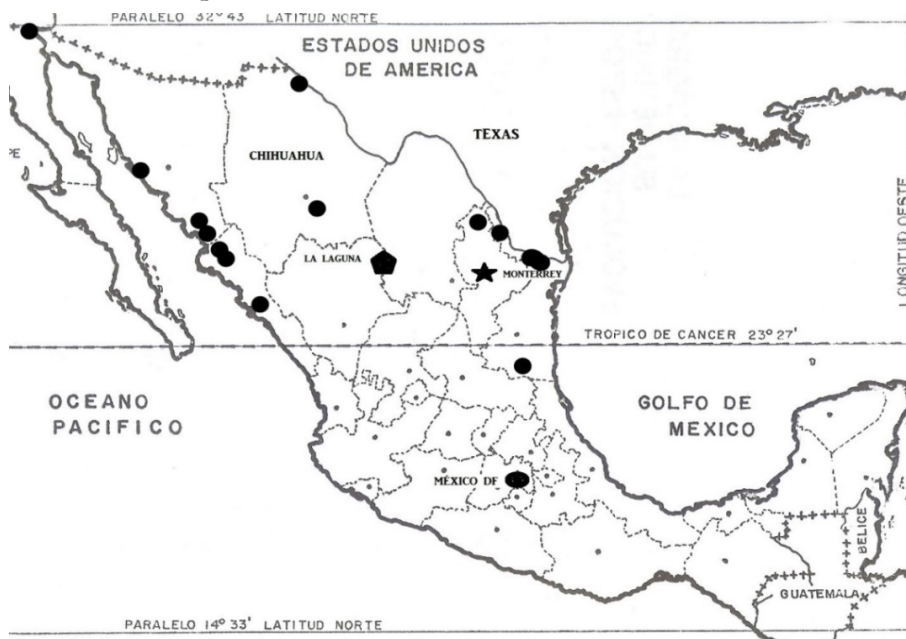 PARALELO 32°43 LATITUD NORTE
ESTADOS UNIDOS
DE AMERICA
TEXAS
CHIHUAHUA
LONGITUD OESTE
LA LAGUNA
MONTERREY
TROPICO DE CANCER 23°27'
OCEANO
PACIFICO
GOLFO DE
MEXICO
MÉXICO DF
BELICE
GUATEMALA
PARALELO 14°33' LATITUD NORTE